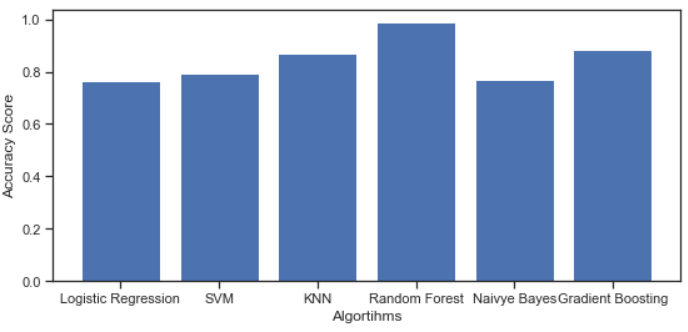 1.0
0.8
0.6
0.4
0.2
0.0
Accuracy Score
Logistic Regression SVM KNN Random Forest Naivye Bayes Gradient Boosting
Algortihms